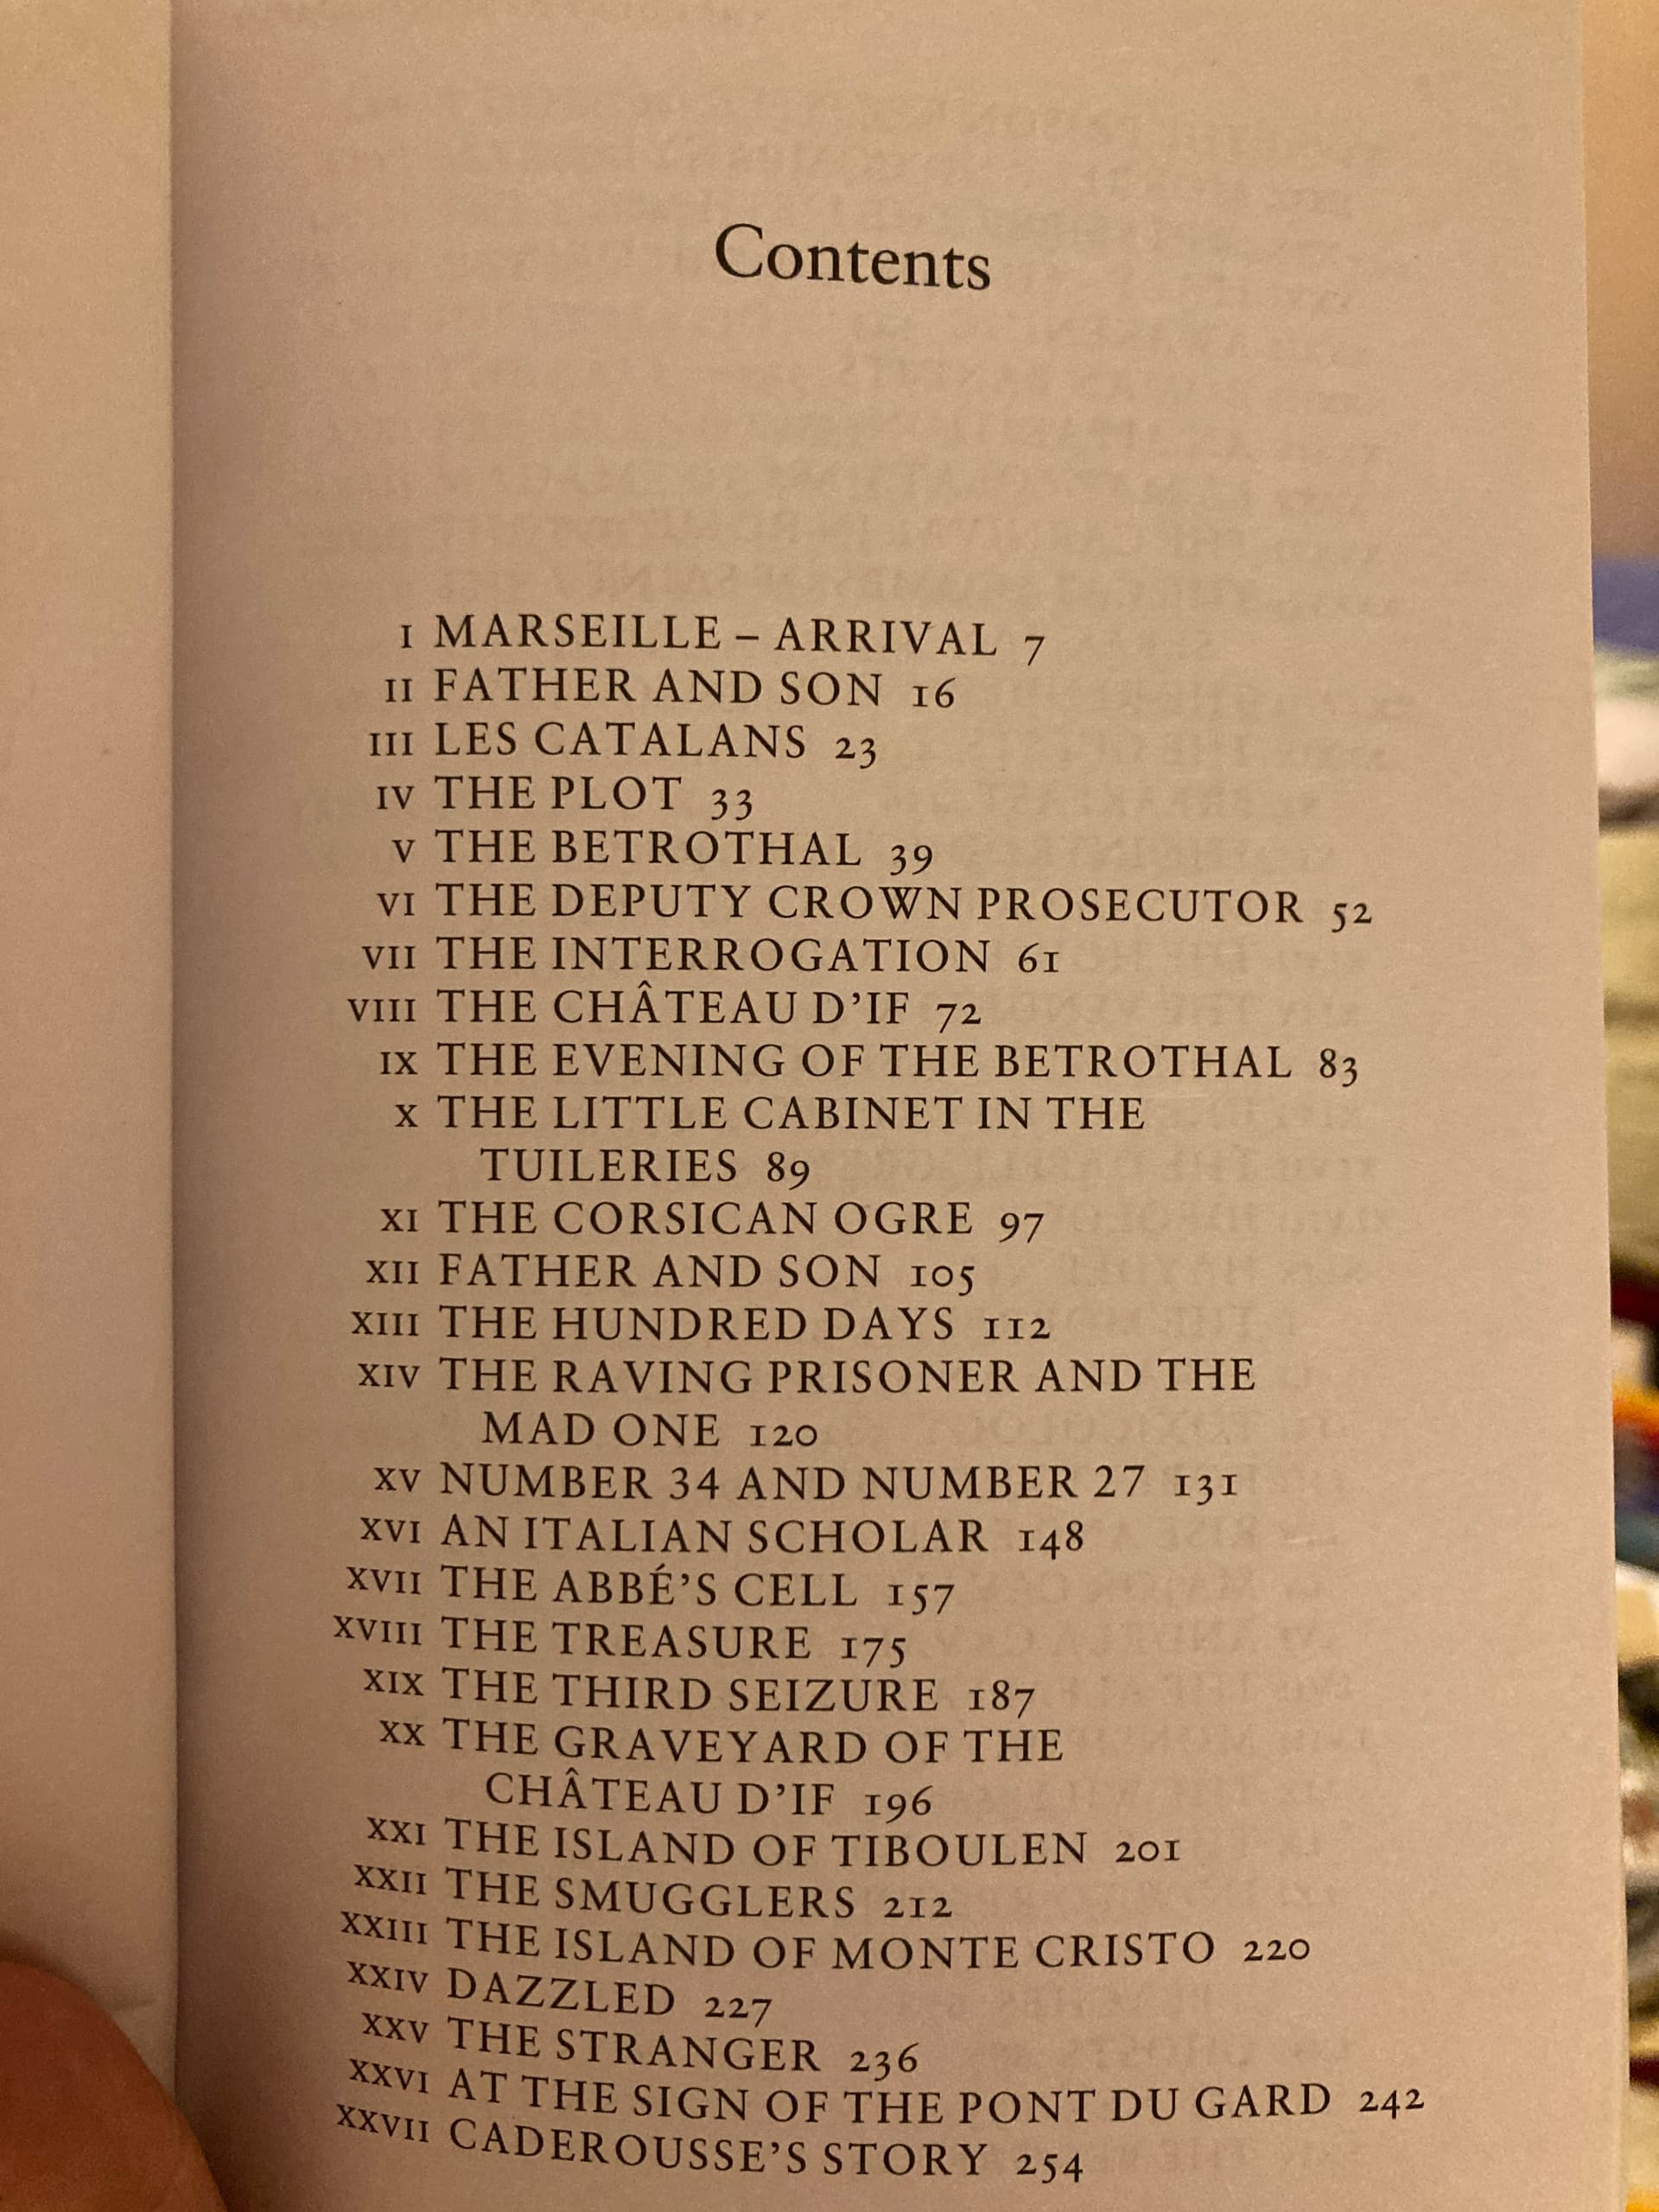 Contents
I MARSEILLE – ARRIVAL 7
II FATHER AND SON 16
III LES CATALANS 23
IV THE PLOT 33
V THE BETROTHAL 39
VI THE DEPUTY CROWN PROSECUTOR 52
VII THE INTERROGATION 61
VIII THE CHÂTEAU D’IF 72
IX THE EVENING OF THE BETROTHAL 83
X THE LITTLE CABINET IN THE
TUILERIES 89
XI THE CORSICAN OGRE 97
XII FATHER AND SON 105
XIII THE HUNDRED DAYS 112
XIV THE RAVING PRISONER AND THE
MAD ONE 120
XV NUMBER 34 AND NUMBER 27 131
XVI AN ITALIAN SCHOLAR 148
XVII THE ABBÉ’S CELL 157
XVIII THE TREASURE 175
XIX THE THIRD SEIZURE 187
XX THE GRAVEYARD OF THE
CHÂTEAU D’IF 196
XXI THE ISLAND OF TIBOULEN 201
XXII THE SMUGGLERS 212
XXIII THE ISLAND OF MONTE CRISTO 220
XXIV DAZZLED 227
XXV THE STRANGER 236
XXVI AT THE SIGN OF THE PONT DU GARD 242
XXVII CADEROUSSE’S STORY 254